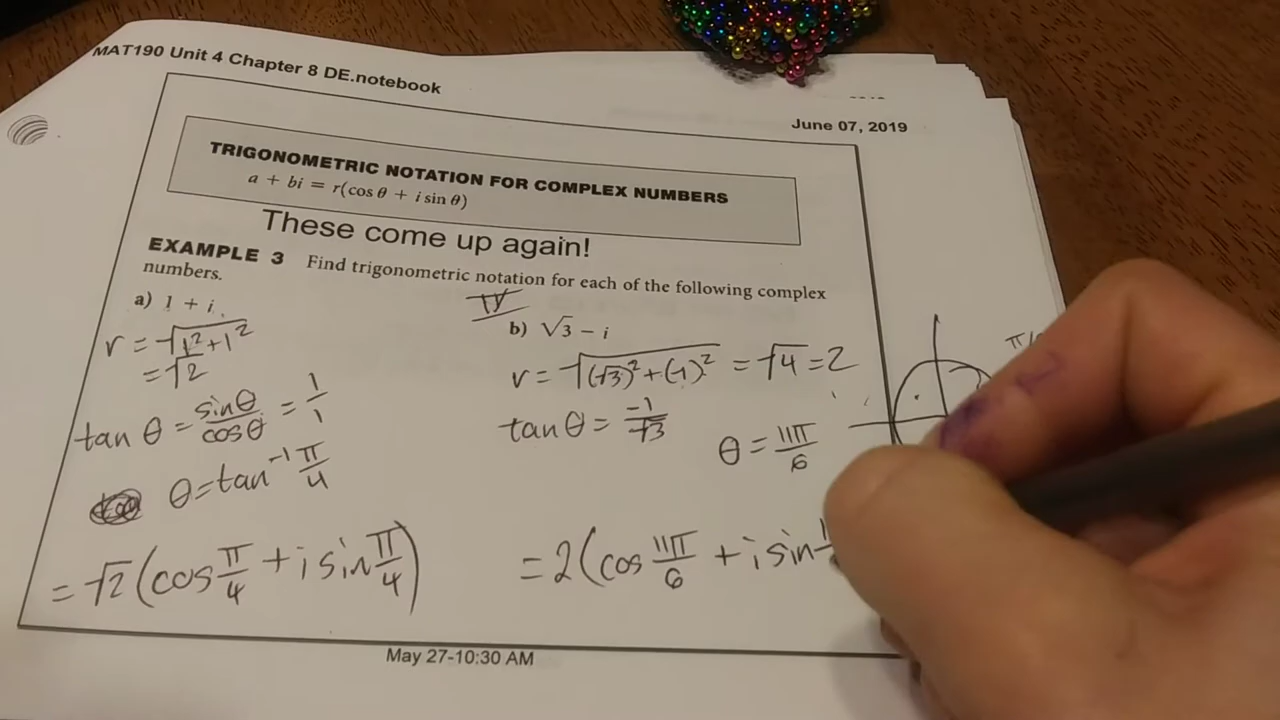 MAT190 Unit 4 Chapter 8 DE.notebook
June 07, 2019
TRIGONOMETRIC NOTATION FOR COMPLEX NUMBERS
a + bi = r(cos θ + i sin θ)
These come up again!
EXAMPLE 3 Find trigonometric notation for each of the following complex
numbers.
a) 1 + i
r = √(1² + 1²)
= √2
tan θ = sinθ/cosθ = 1/1
θ = tan⁻¹ π/4
= √2 (cos π/4 + i sin π/4)
IV
b) √3 − i
r = √((√3)² + (-1)²) = √4 = 2
tan θ = -1/√3
θ = 11π/6
= 2 (cos 11π/6 + i sin
May 27-10:30 AM